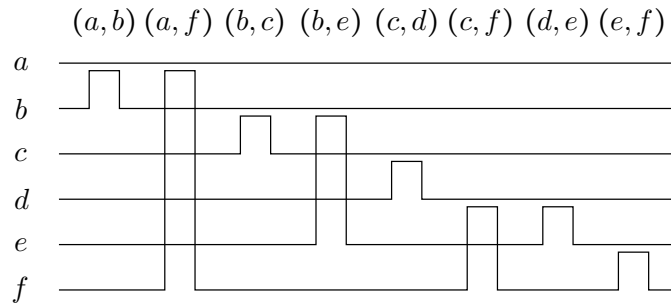 (a, b) (a, f) (b, c) (b, e) (c, d) (c, f) (d, e) (e, f)
a
b
c
d
e
f